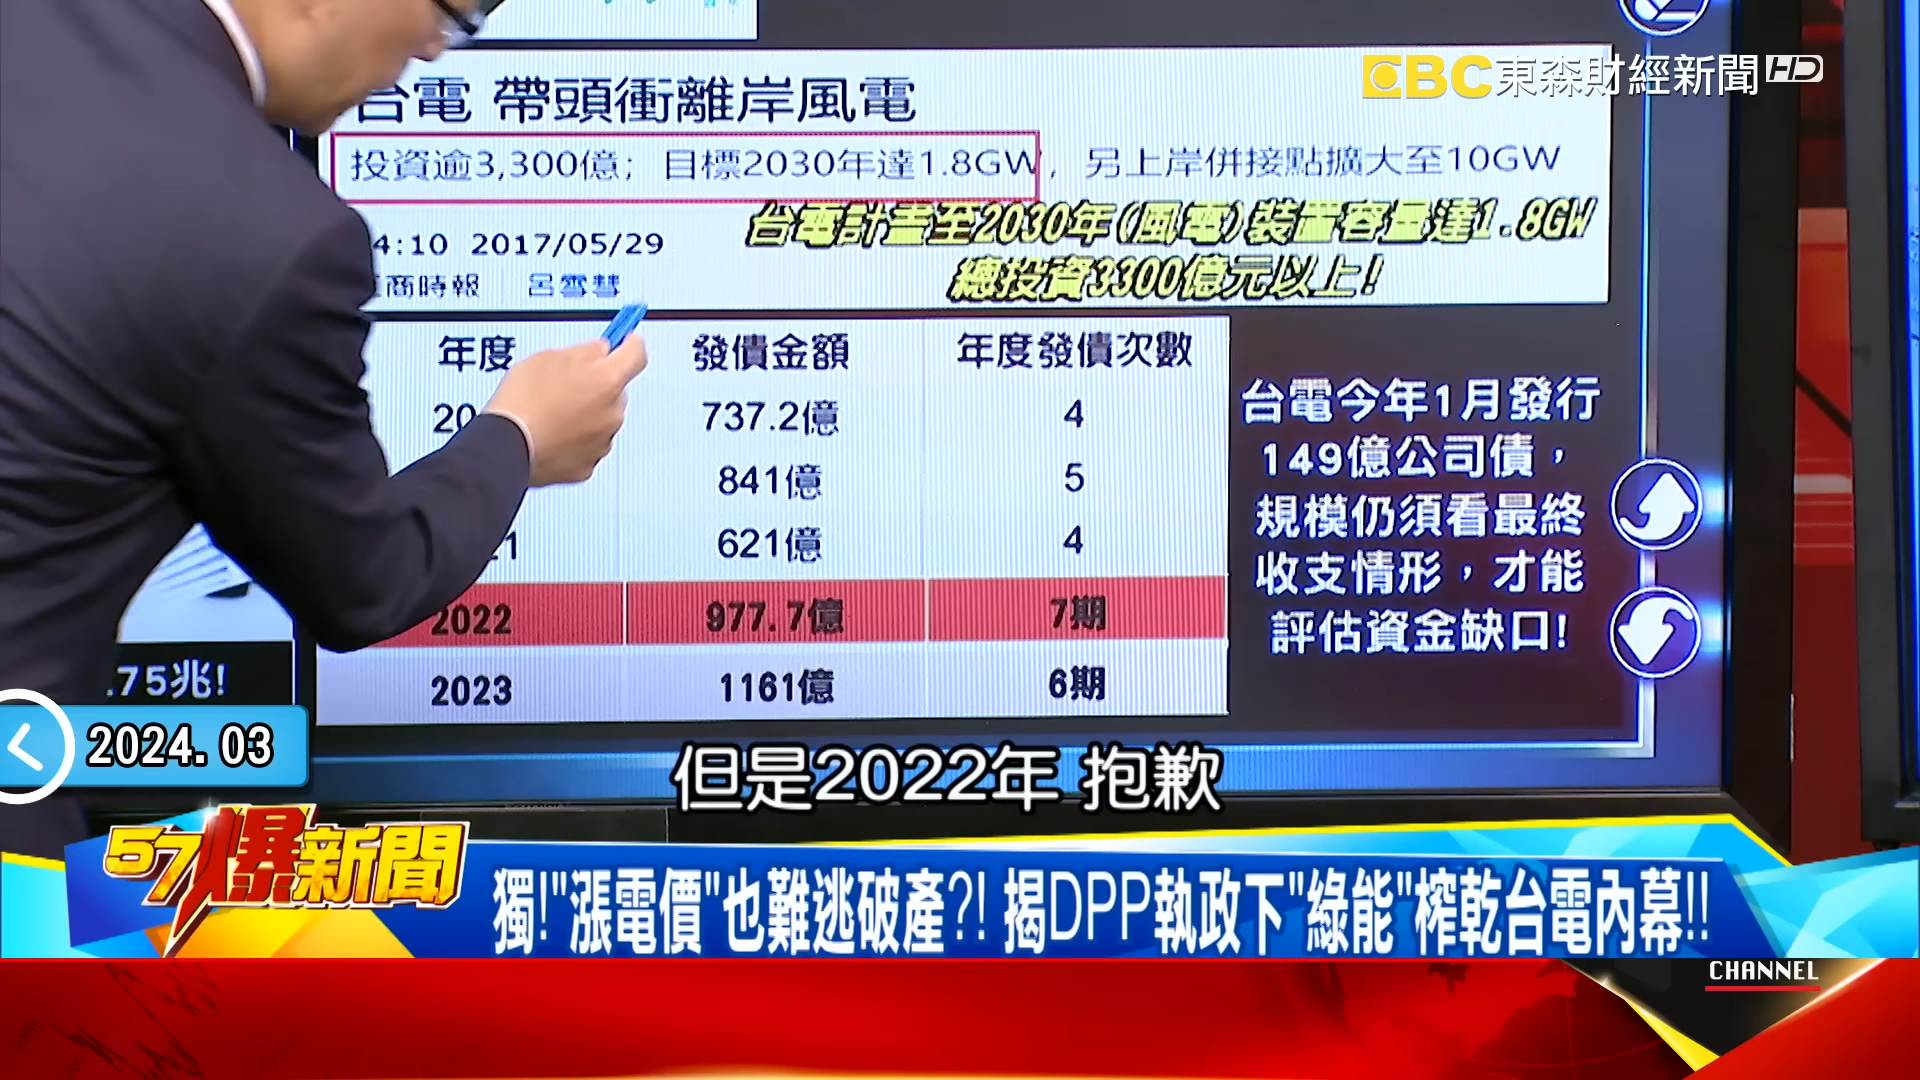 EBC 東森財經新聞 HD
台電 帶頭衝離岸風電
投資逾3,300億；目標2030年達1.8GW，另上岸併接點擴大至10GW
台電計畫至2030年(風電)裝置容量達1.8GW
總投資3300億元以上!
4:10 2017/05/29
商時報 呂雪慧
年度 發債金額 年度發債次數
20 737.2億 4
841億 5
21 621億 4
2022 977.7億 7期
2023 1161億 6期
台電今年1月發行
149億公司債，
規模仍須看最終
收支情形，才能
評估資金缺口!
.75兆!
2024.03
但是2022年 抱歉
57爆新聞
獨!"漲電價"也難逃破產?! 揭DPP執政下"綠能"榨乾台電內幕!!
CHANNEL